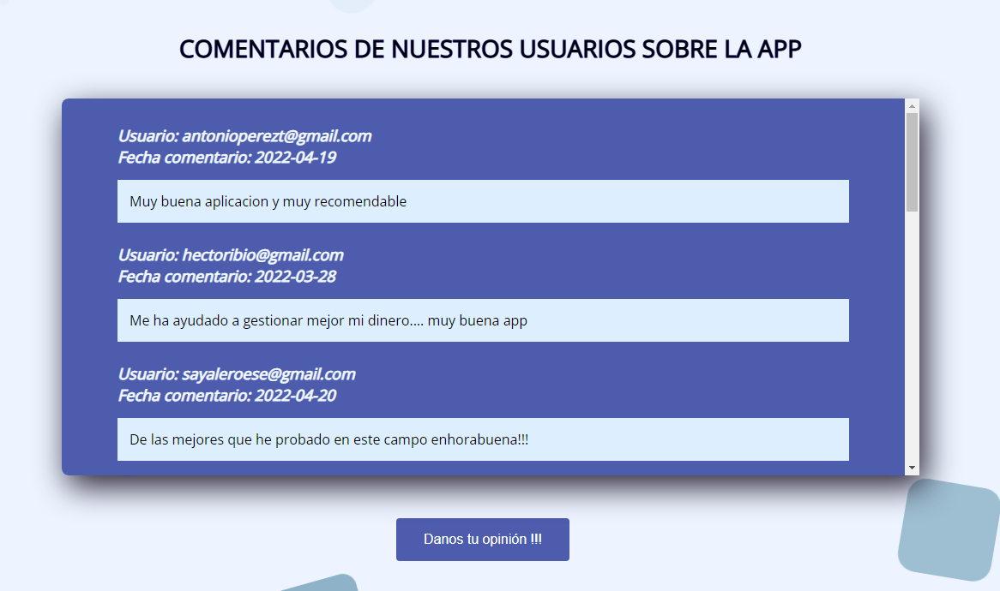 COMENTARIOS DE NUESTROS USUARIOS SOBRE LA APP
Usuario: antonioperezt@gmail.com
Fecha comentario: 2022-04-19
Muy buena aplicacion y muy recomendable
Usuario: hectoribio@gmail.com
Fecha comentario: 2022-03-28
Me ha ayudado a gestionar mejor mi dinero.... muy buena app
Usuario: sayaleroese@gmail.com
Fecha comentario: 2022-04-20
De las mejores que he probado en este campo enhorabuena!!!
Danos tu opinión !!!